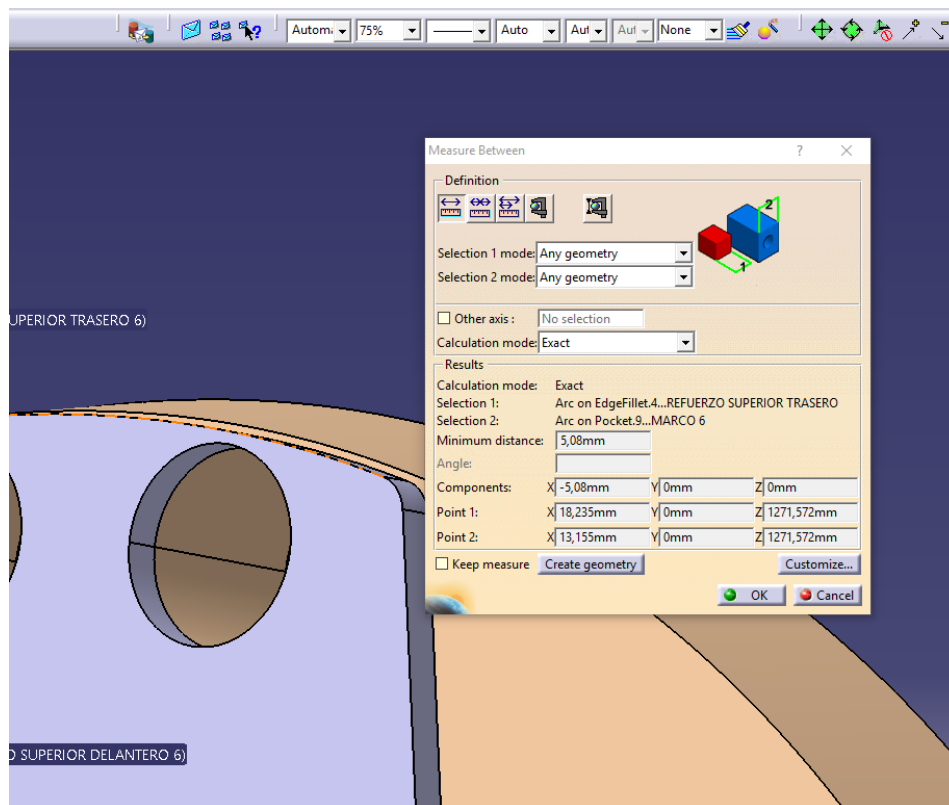 Autom 75% Auto Aut Aut None
Measure Between ?
Definition
2
1
Selection 1 mode: Any geometry
Selection 2 mode: Any geometry
Other axis : No selection
Calculation mode: Exact
Results
Calculation mode: Exact
Selection 1: Arc on EdgeFillet.4...REFUERZO SUPERIOR TRASERO
Selection 2: Arc on Pocket.9...MARCO 6
Minimum distance: 5,08mm
Angle:
Components: X -5,08mm Y 0mm Z 0mm
Point 1: X 18,235mm Y 0mm Z 1271,572mm
Point 2: X 13,155mm Y 0mm Z 1271,572mm
Keep measure Create geometry Customize...
OK Cancel
UPERIOR TRASERO 6)
O SUPERIOR DELANTERO 6)